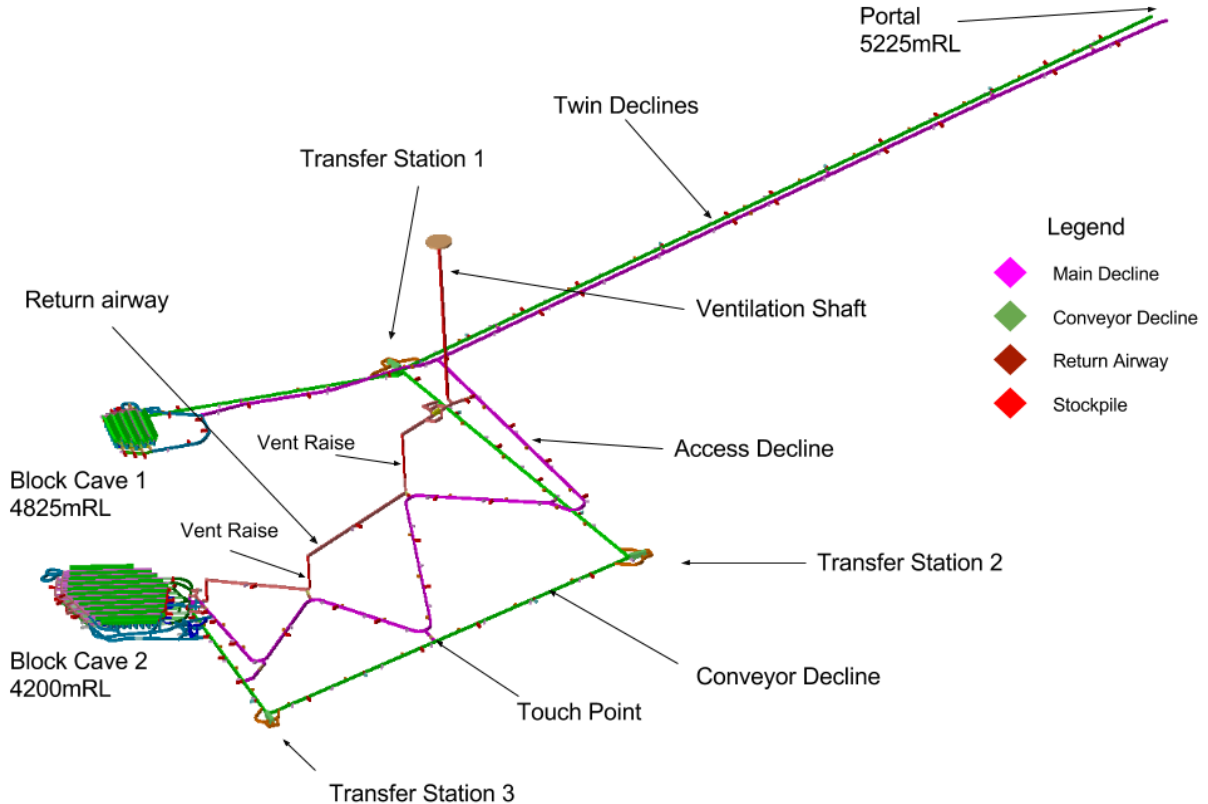 Portal
5225mRL
Twin Declines
Transfer Station 1
Legend
Main Decline
Conveyor Decline
Return Airway
Stockpile
Return airway
Ventilation Shaft
Vent Raise
Access Decline
Block Cave 1
4825mRL
Vent Raise
Transfer Station 2
Block Cave 2
4200mRL
Conveyor Decline
Touch Point
Transfer Station 3